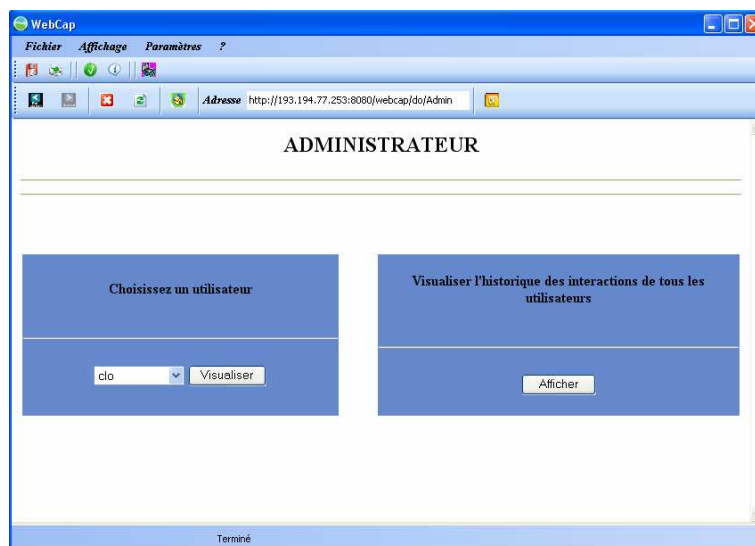 WebCap
Fichier Affichage Paramètres ?
Adresse http://193.194.77.253:8080/webcap/do/Admin
ADMINISTRATEUR
Choisissez un utilisateur
clo Visualiser
Visualiser l'historique des interactions de tous les
utilisateurs
Afficher
Terminé